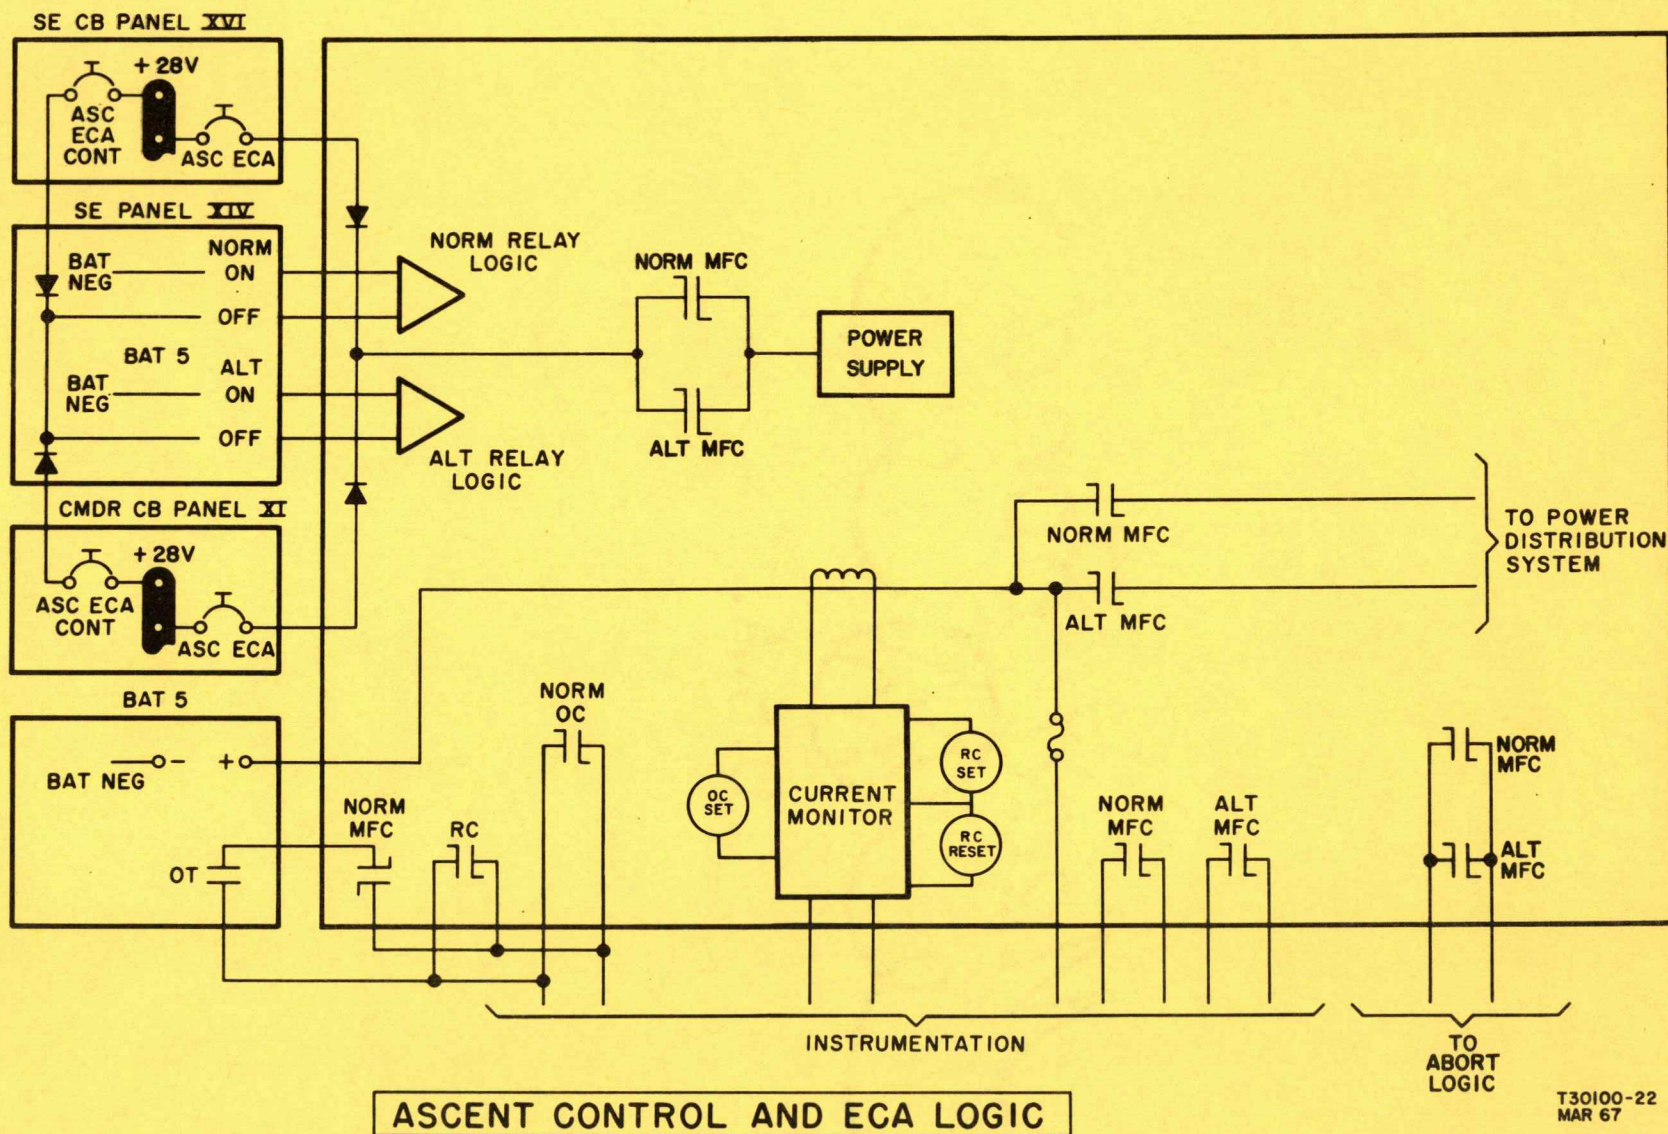 SE CB PANEL XVI
+28V
ASC
ECA
CONT
ASC ECA
SE PANEL XIV
NORM
BAT
NEG
ON
OFF
BAT 5
ALT
BAT
NEG
ON
OFF
CMDR CB PANEL XI
+28V
ASC ECA
CONT
ASC ECA
BAT 5
BAT NEG
- +
OT
NORM RELAY
LOGIC
ALT RELAY
LOGIC
NORM MFC
ALT MFC
POWER
SUPPLY
NORM MFC
ALT MFC
TO POWER
DISTRIBUTION
SYSTEM
NORM
MFC
RC
NORM
OC
OC
SET
CURRENT
MONITOR
RC
SET
RC
RESET
NORM
MFC
ALT
MFC
NORM
MFC
ALT
MFC
INSTRUMENTATION
TO
ABORT
LOGIC
ASCENT CONTROL AND ECA LOGIC
T30100-22
MAR 67